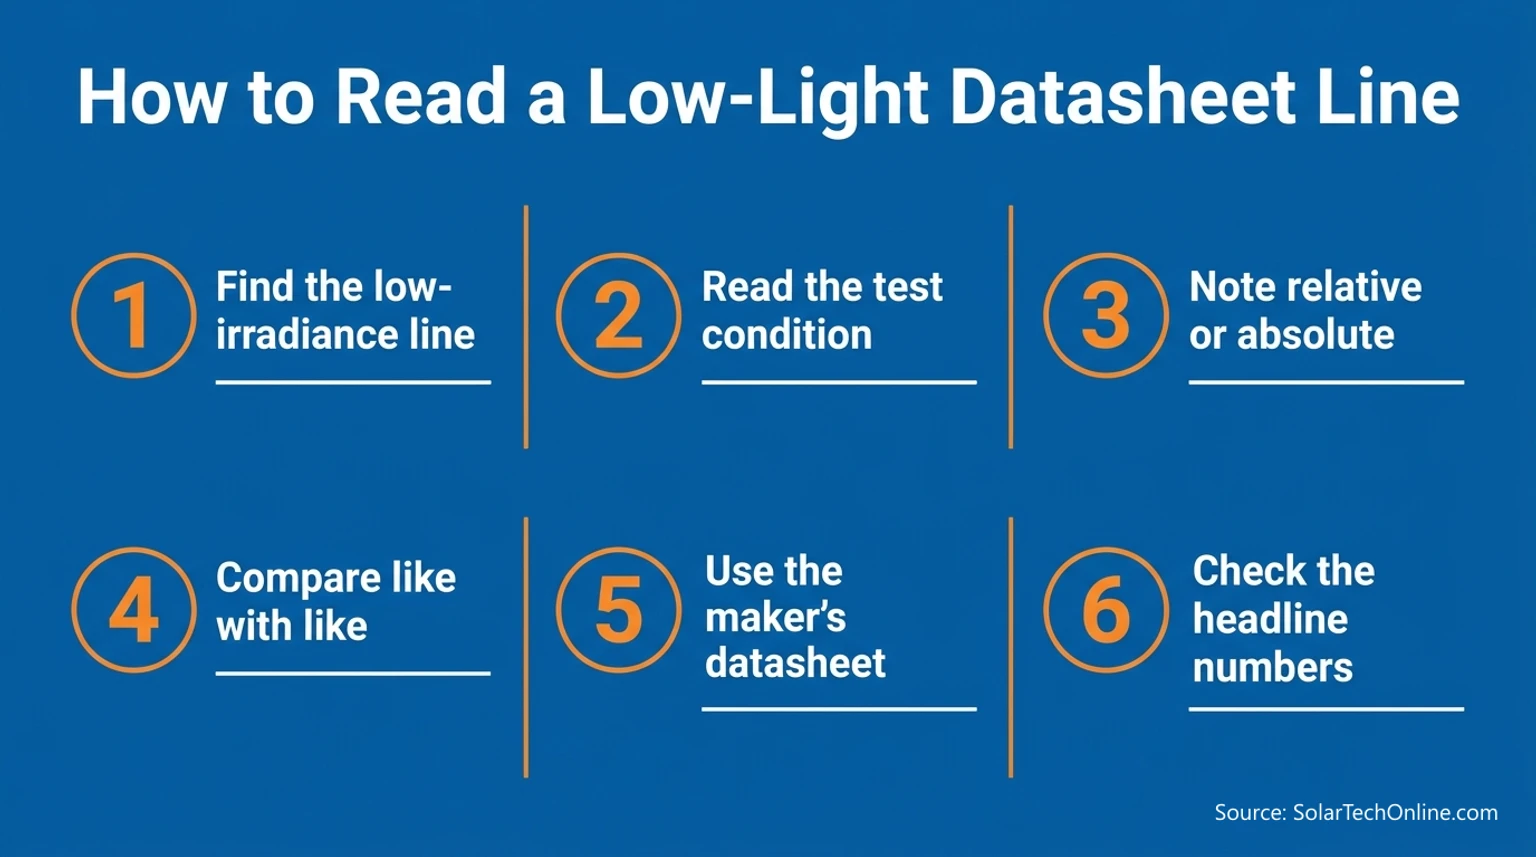 How to Read a Low-Light Datasheet Line
1
Find the low-
irradiance line
2
Read the test
condition
3
Note relative
or absolute
4
Compare like
with like
5
Use the
maker’s
datasheet
6
Check the
headline
numbers
Source: SolarTechOnline.com